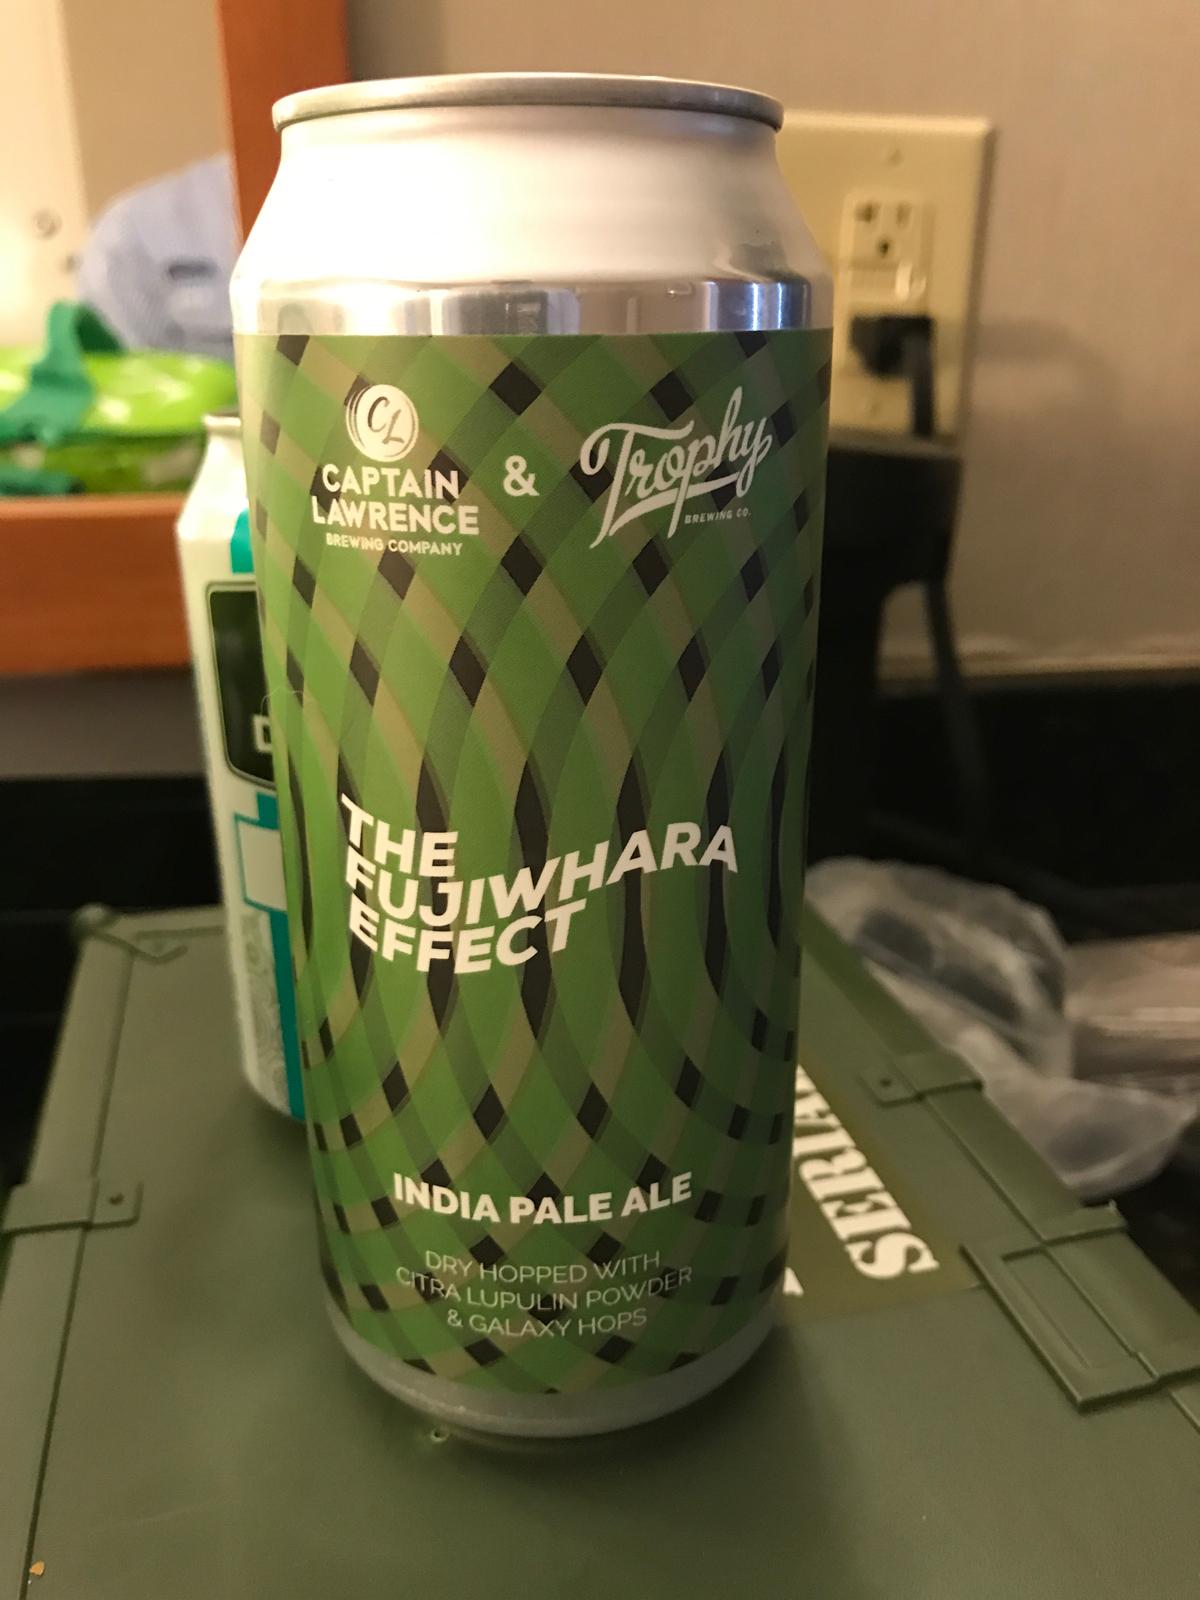 CL
CAPTAIN
LAWRENCE
BREWING COMPANY
&
Trophy
BREWING CO.
THE
FUJIWHARA
EFFECT
INDIA PALE ALE
DRY HOPPED WITH
CITRA LUPULIN POWDER
& GALAXY HOPS